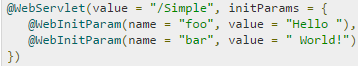 @WebServlet(value = "/Simple", initParams = {
    @WebInitParam(name = "foo", value = "Hello "),
    @WebInitParam(name = "bar", value = " World!")
})